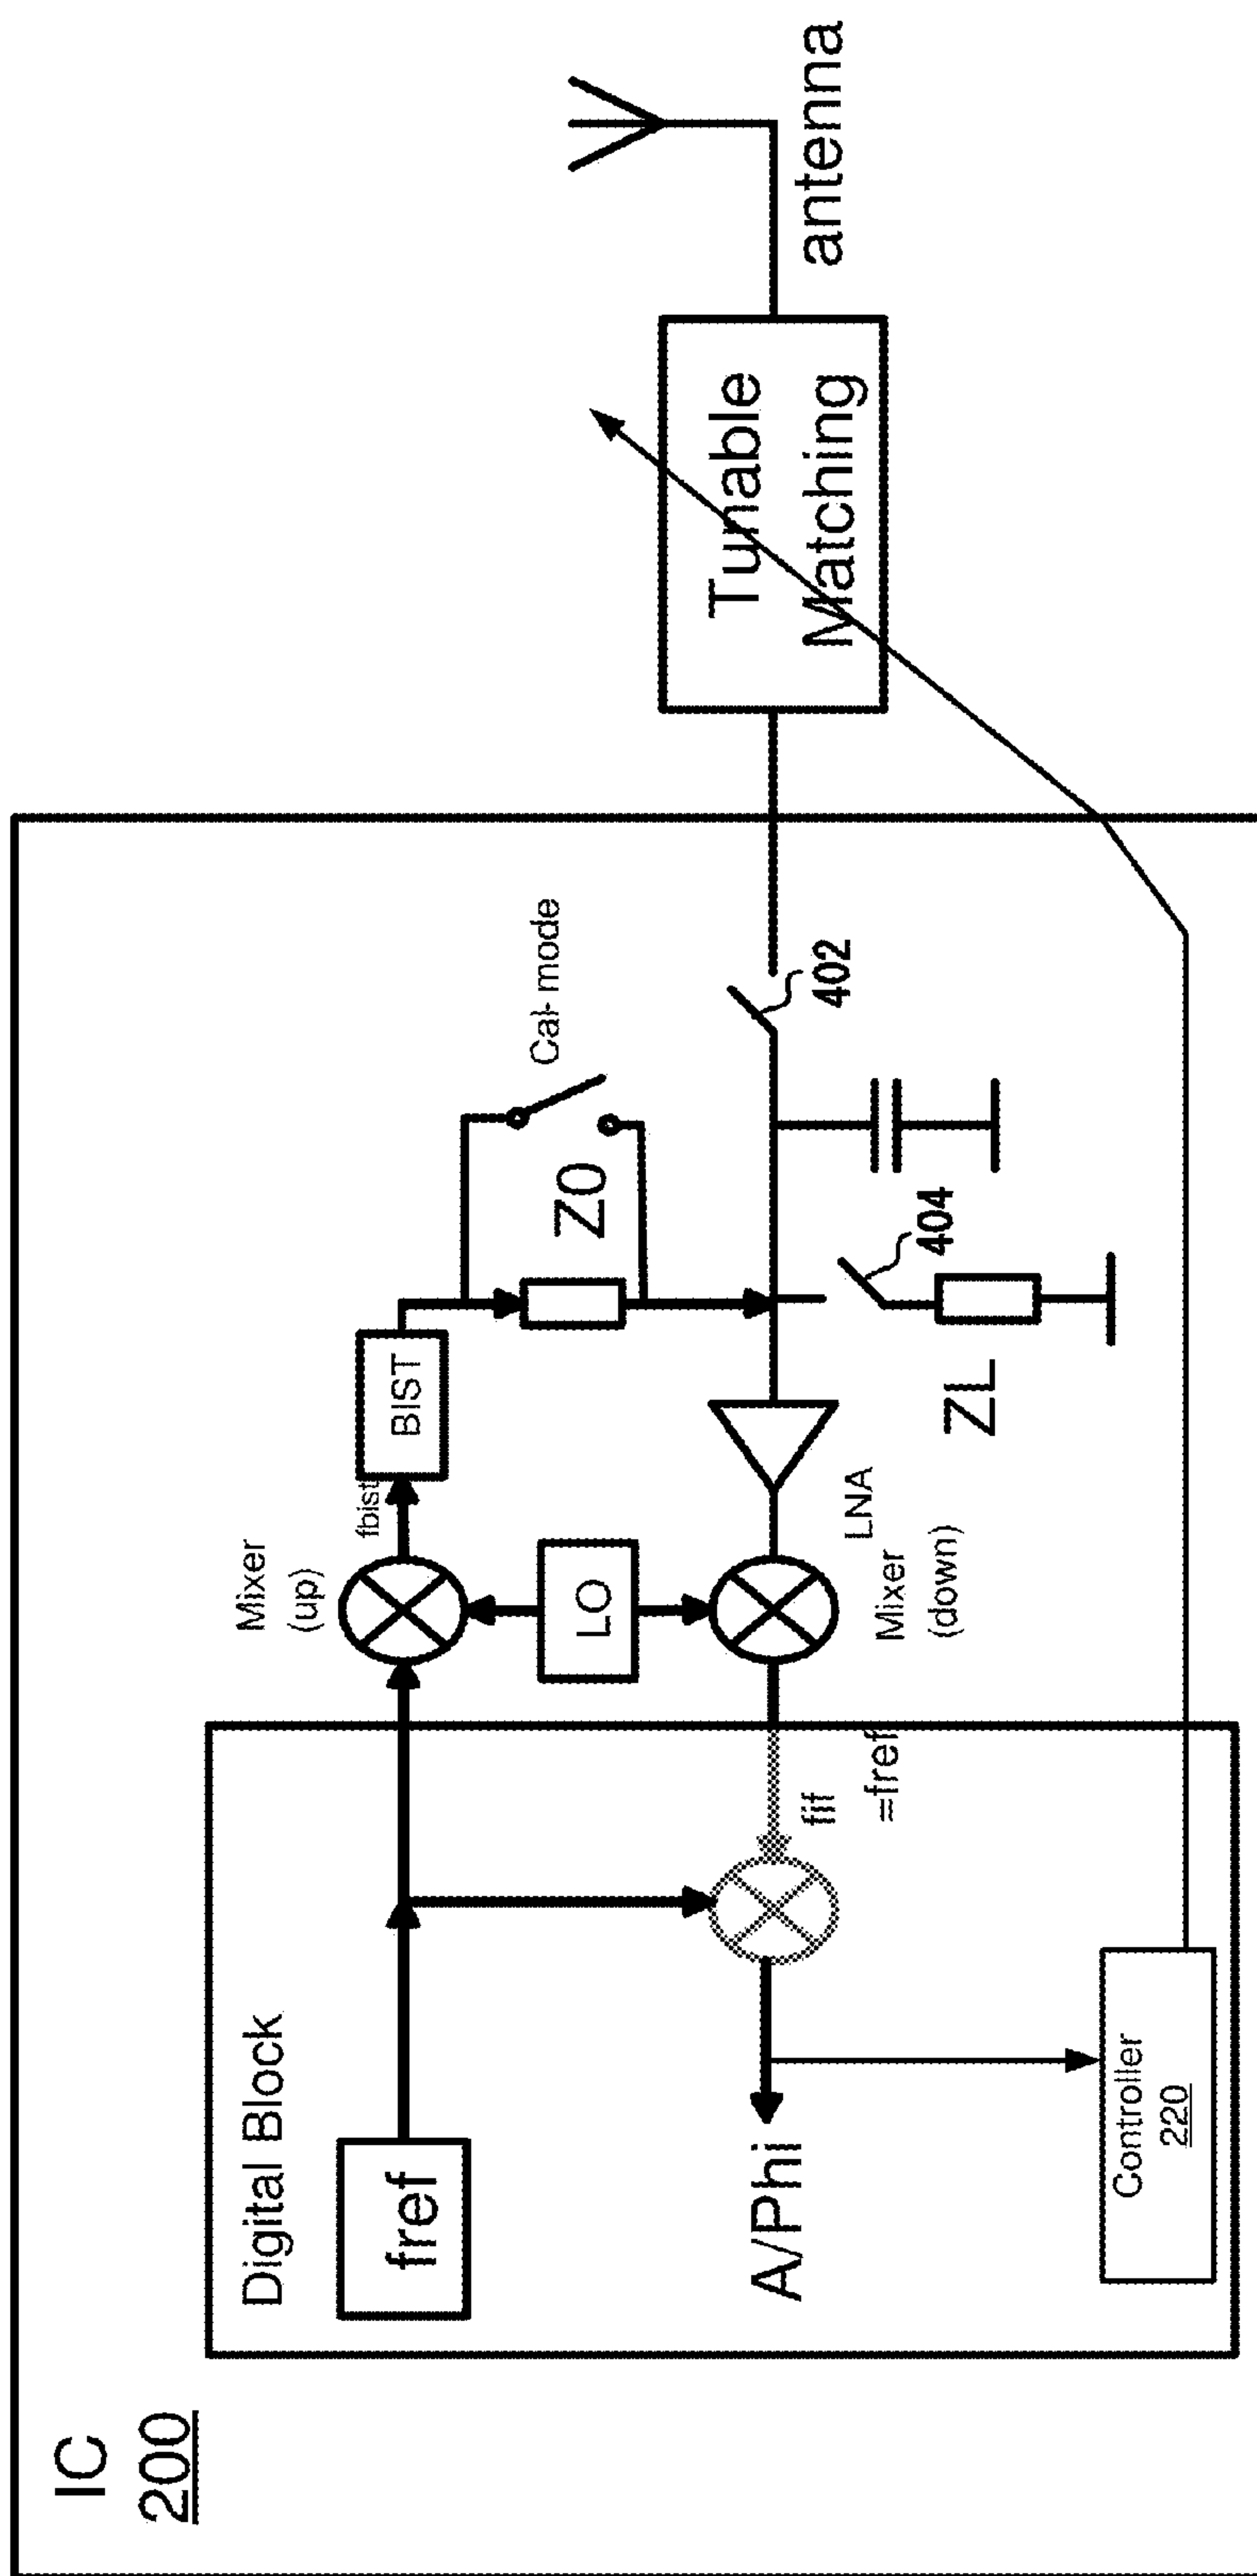 IC
200
Digital Block
fref
A/Phi
Controller
220
fif
=fref
Mixer
(up)
fbist
LO
LNA
Mixer
(down)
BIST
Z0
Cal- mode
ZL
404
402
Tunable
Matching
antenna